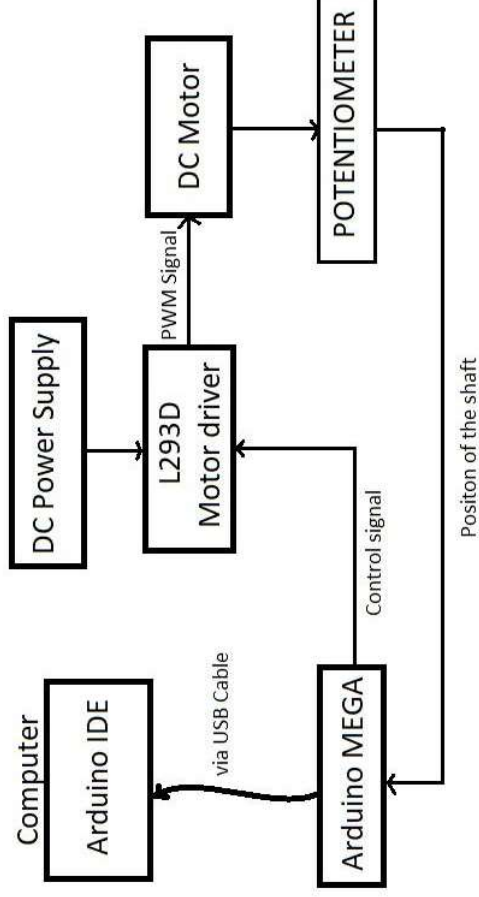 Computer
Arduino IDE
via USB Cable
Arduino MEGA
Control signal
DC Power Supply
L293D
Motor driver
PWM Signal
DC Motor
POTENTIOMETER
Positon of the shaft